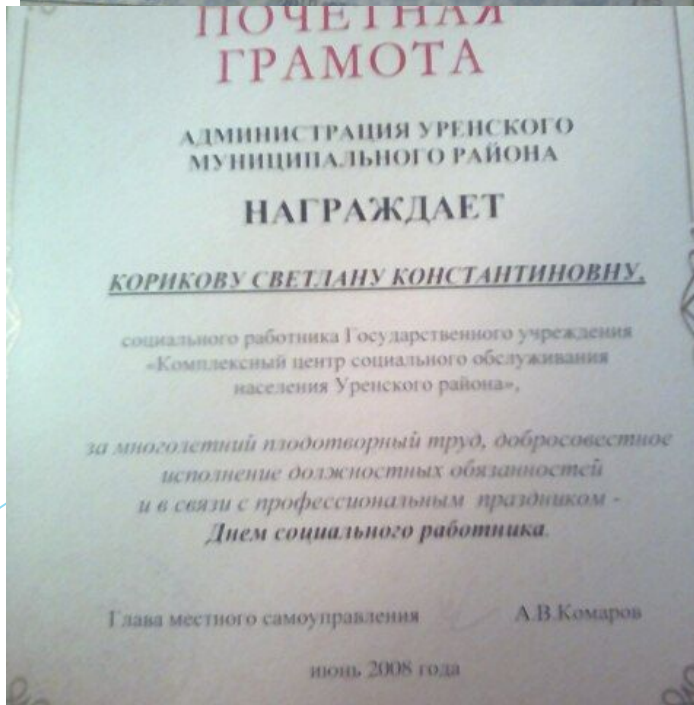 ПОЧЕТНАЯ
ГРАМОТА
АДМИНИСТРАЦИЯ УРЕНСКОГО
МУНИЦИПАЛЬНОГО РАЙОНА
НАГРАЖДАЕТ
КОРИКОВУ СВЕТЛАНУ КОНСТАНТИНОВНУ,
социального работника Государственного учреждения
«Комплексный центр социального обслуживания
населения Уренского района»,
за многолетний плодотворный труд, добросовестное
исполнение должностных обязанностей
и в связи с профессиональным праздником -
Днем социального работника.
Глава местного самоуправления А.В.Комаров
июнь 2008 года